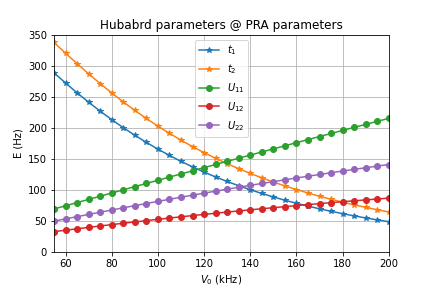 Hubabrd parameters @ PRA parameters
350
300
250
200
150
100
50
0
E (Hz)
t₁
t₂
U₁₁
U₁₂
U₂₂
60 80 100 120 140 160 180 200
V₀ (kHz)